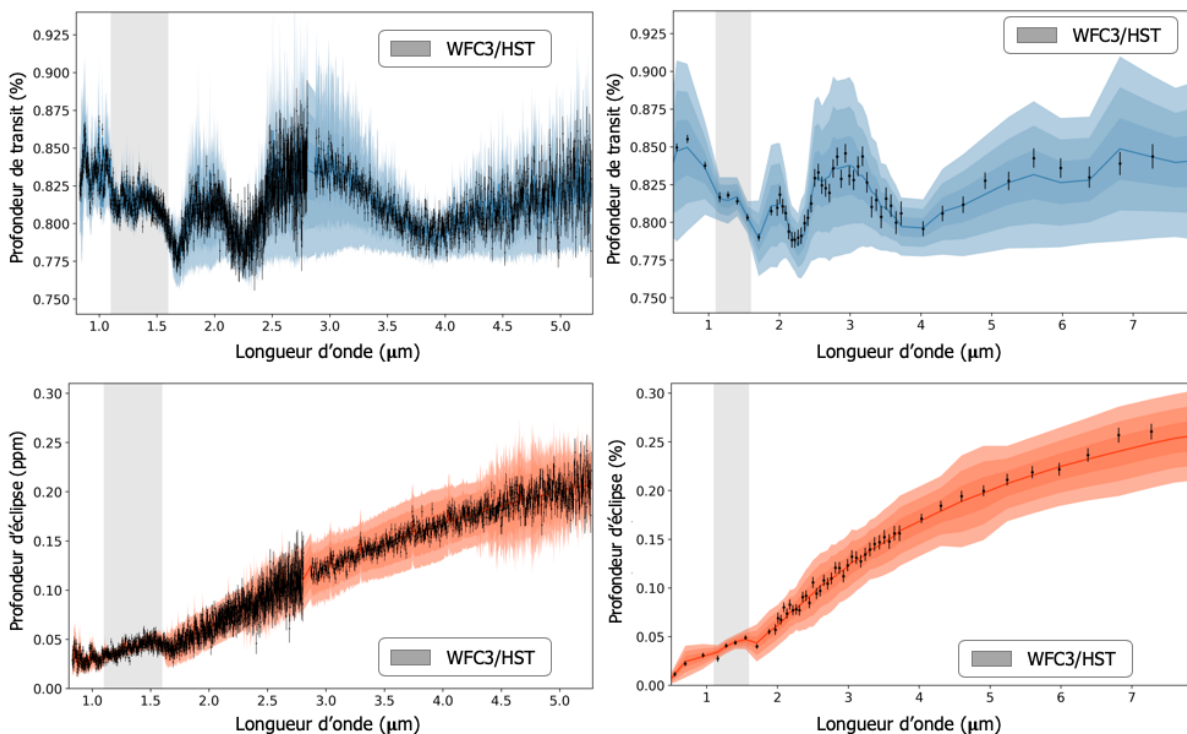 0.925
0.900
0.875
0.850
0.825
0.800
0.775
0.750
Profondeur de transit (%)
WFC3/HST
1.0 1.5 2.0 2.5 3.0 3.5 4.0 4.5 5.0
Longueur d’onde (μm)
0.925
0.900
0.875
0.850
0.825
0.800
0.775
0.750
Profondeur de transit (%)
WFC3/HST
1 2 3 4 5 6 7
Longueur d’onde (μm)
0.30
0.25
0.20
0.15
0.10
0.05
0.00
Profondeur d’éclipse (ppm)
WFC3/HST
1.0 1.5 2.0 2.5 3.0 3.5 4.0 4.5 5.0
Longueur d’onde (μm)
0.30
0.25
0.20
0.15
0.10
0.05
0.00
Profondeur d’éclipse (%)
WFC3/HST
1 2 3 4 5 6 7
Longueur d’onde (μm)